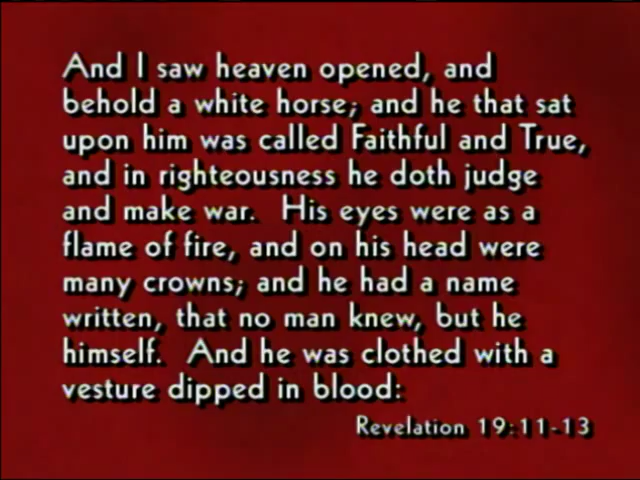 And I saw heaven opened, and
behold a white horse; and he that sat
upon him was called Faithful and True,
and in righteousness he doth judge
and make war.  His eyes were as a
flame of fire, and on his head were
many crowns; and he had a name
written, that no man knew, but he
himself.  And he was clothed with a
vesture dipped in blood:
Revelation 19:11-13